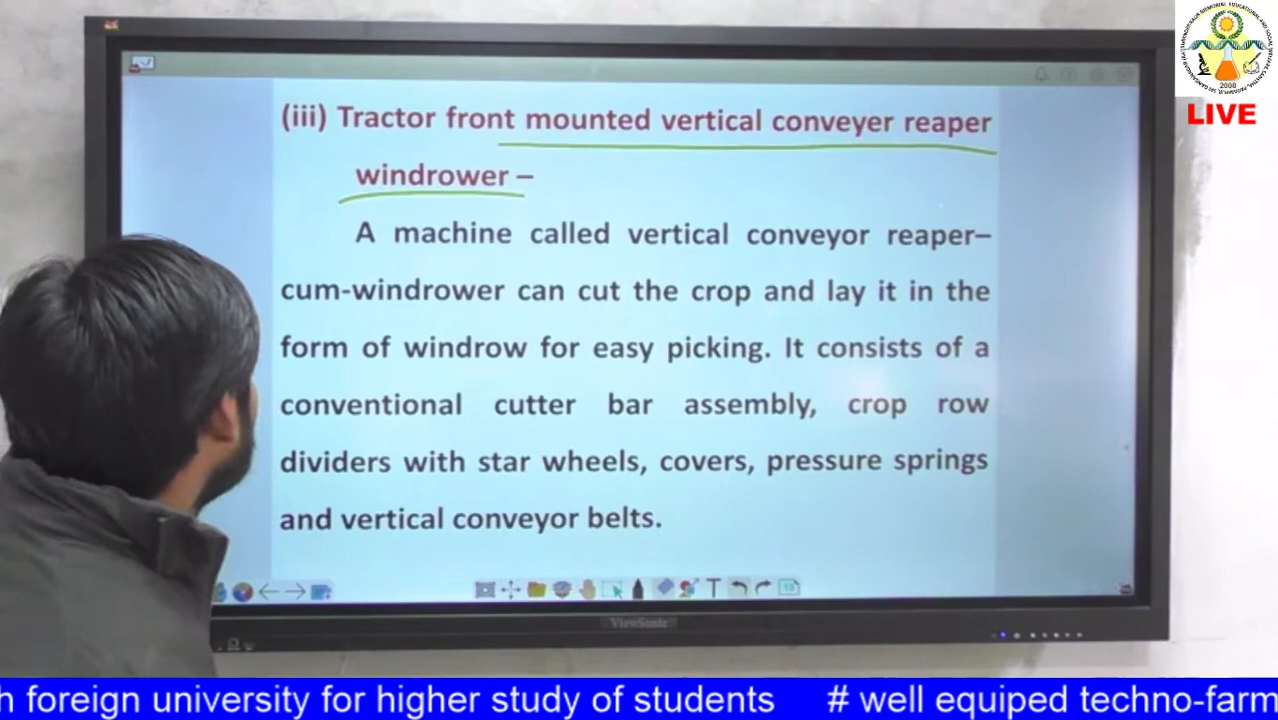 (iii) Tractor front mounted vertical conveyer reaper
windrower –
A machine called vertical conveyor reaper–
cum-windrower can cut the crop and lay it in the
form of windrow for easy picking. It consists of a
conventional cutter bar assembly, crop row
dividers with star wheels, covers, pressure springs
and vertical conveyor belts.
ViewSonic
2008
LIVE
h foreign university for higher study of students # well equiped techno-farm